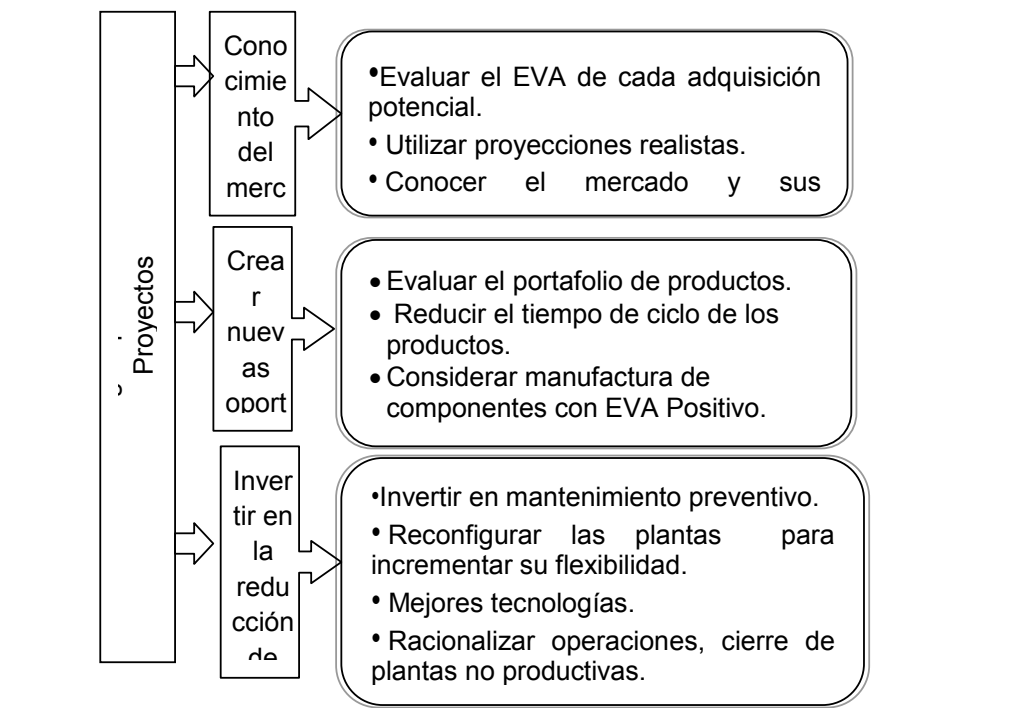 Proyectos
Cono
cimie
nto
del
merc
•Evaluar el EVA de cada adquisición
potencial.
• Utilizar proyecciones realistas.
• Conocer el mercado y sus
Crea
r
nuev
as
oport
• Evaluar el portafolio de productos.
• Reducir el tiempo de ciclo de los
productos.
• Considerar manufactura de
componentes con EVA Positivo.
Inver
tir en
la
redu
cción
de
•Invertir en mantenimiento preventivo.
• Reconfigurar las plantas para
incrementar su flexibilidad.
• Mejores tecnologías.
• Racionalizar operaciones, cierre de
plantas no productivas.